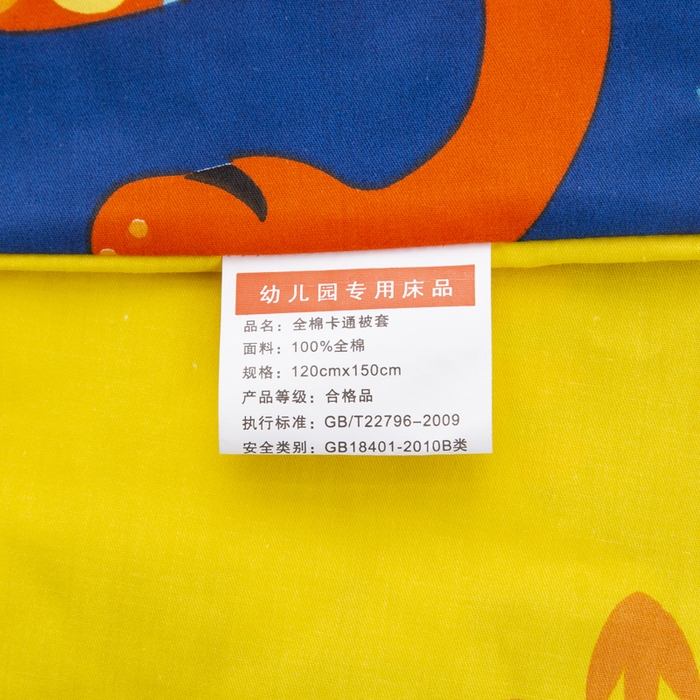 幼儿园专用床品
品名：全棉卡通被套
面料：100%全棉
规格：120cmx150cm
产品等级：合格品
执行标准：GB/T22796-2009
安全类别：GB18401-2010B类